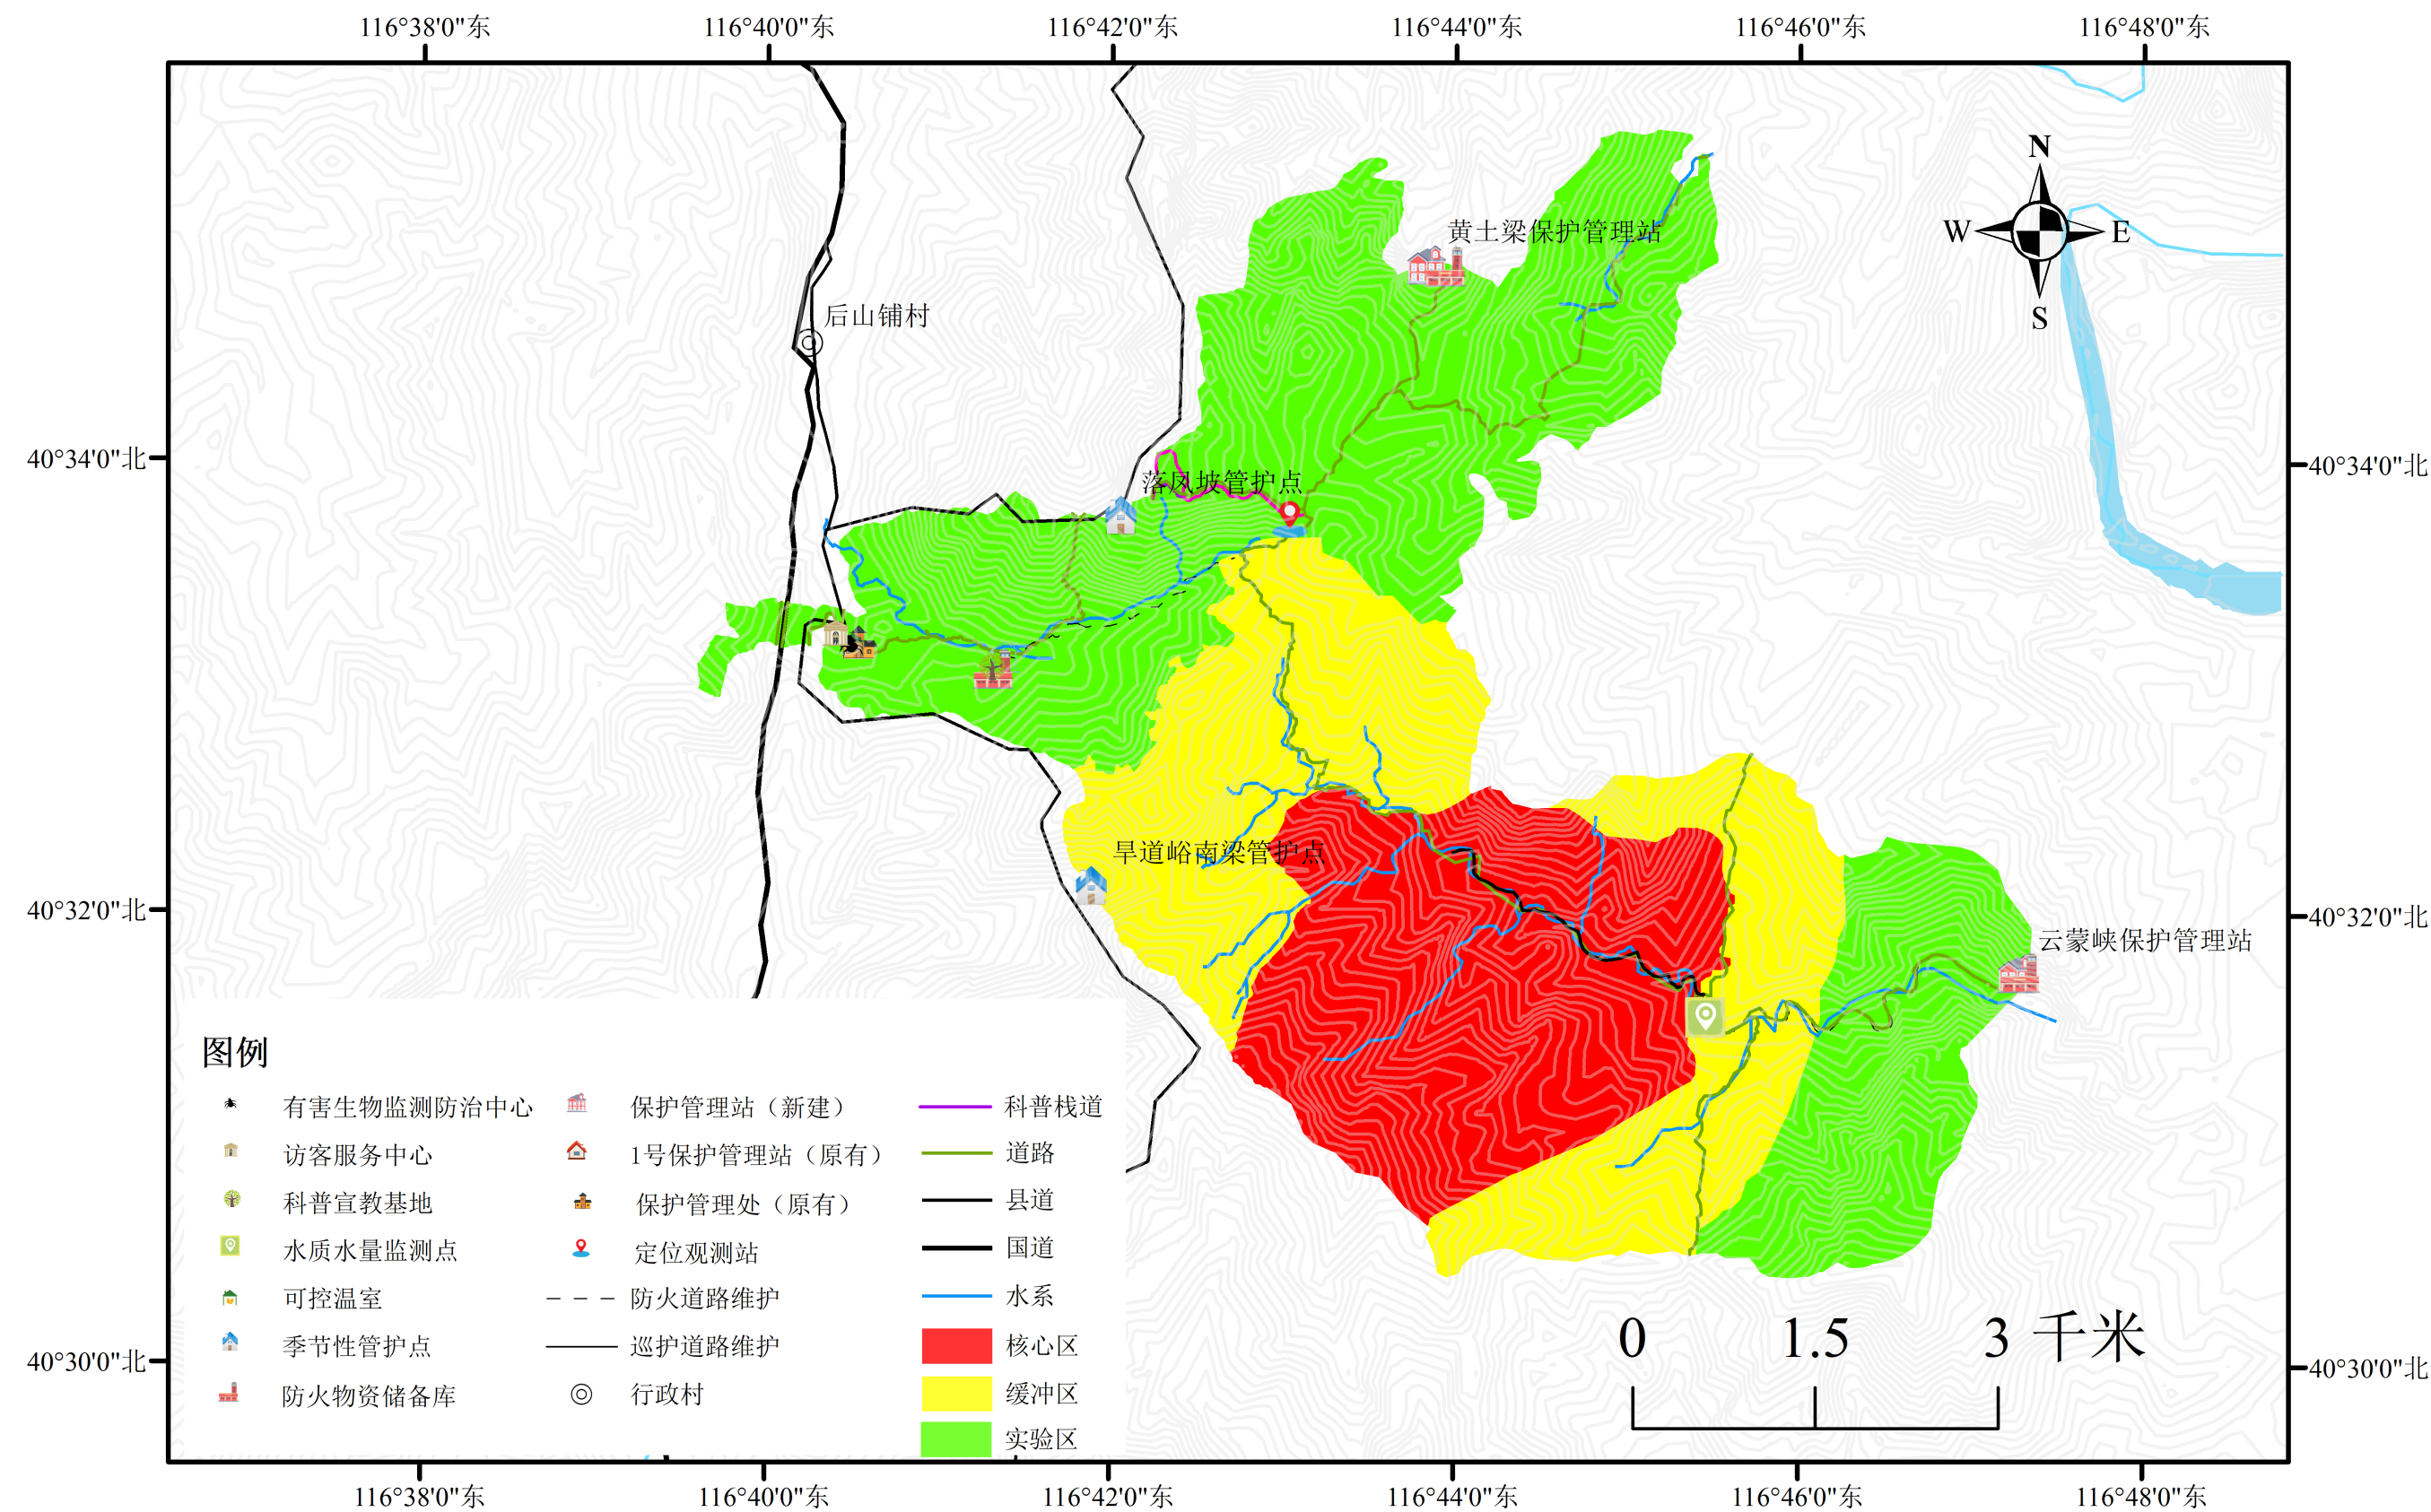 116°38'0"东
116°40'0"东
116°42'0"东
116°44'0"东
116°46'0"东
116°48'0"东
N
W
E
S
黄土梁保护管理站
后山铺村
40°34'0"北
40°34'0"北
落凤坡管护点
旱道峪南梁管护点
40°32'0"北
40°32'0"北
云蒙峡保护管理站
图例
有害生物监测防治中心
访客服务中心
科普宣教基地
水质水量监测点
可控温室
季节性管护点
防火物资储备库
保护管理站（新建）
1号保护管理站（原有）
保护管理处（原有）
定位观测站
防火道路维护
巡护道路维护
行政村
科普栈道
道路
县道
国道
水系
核心区
缓冲区
实验区
0 1.5 3 千米
40°30'0"北
40°30'0"北
116°38'0"东
116°40'0"东
116°42'0"东
116°44'0"东
116°46'0"东
116°48'0"东